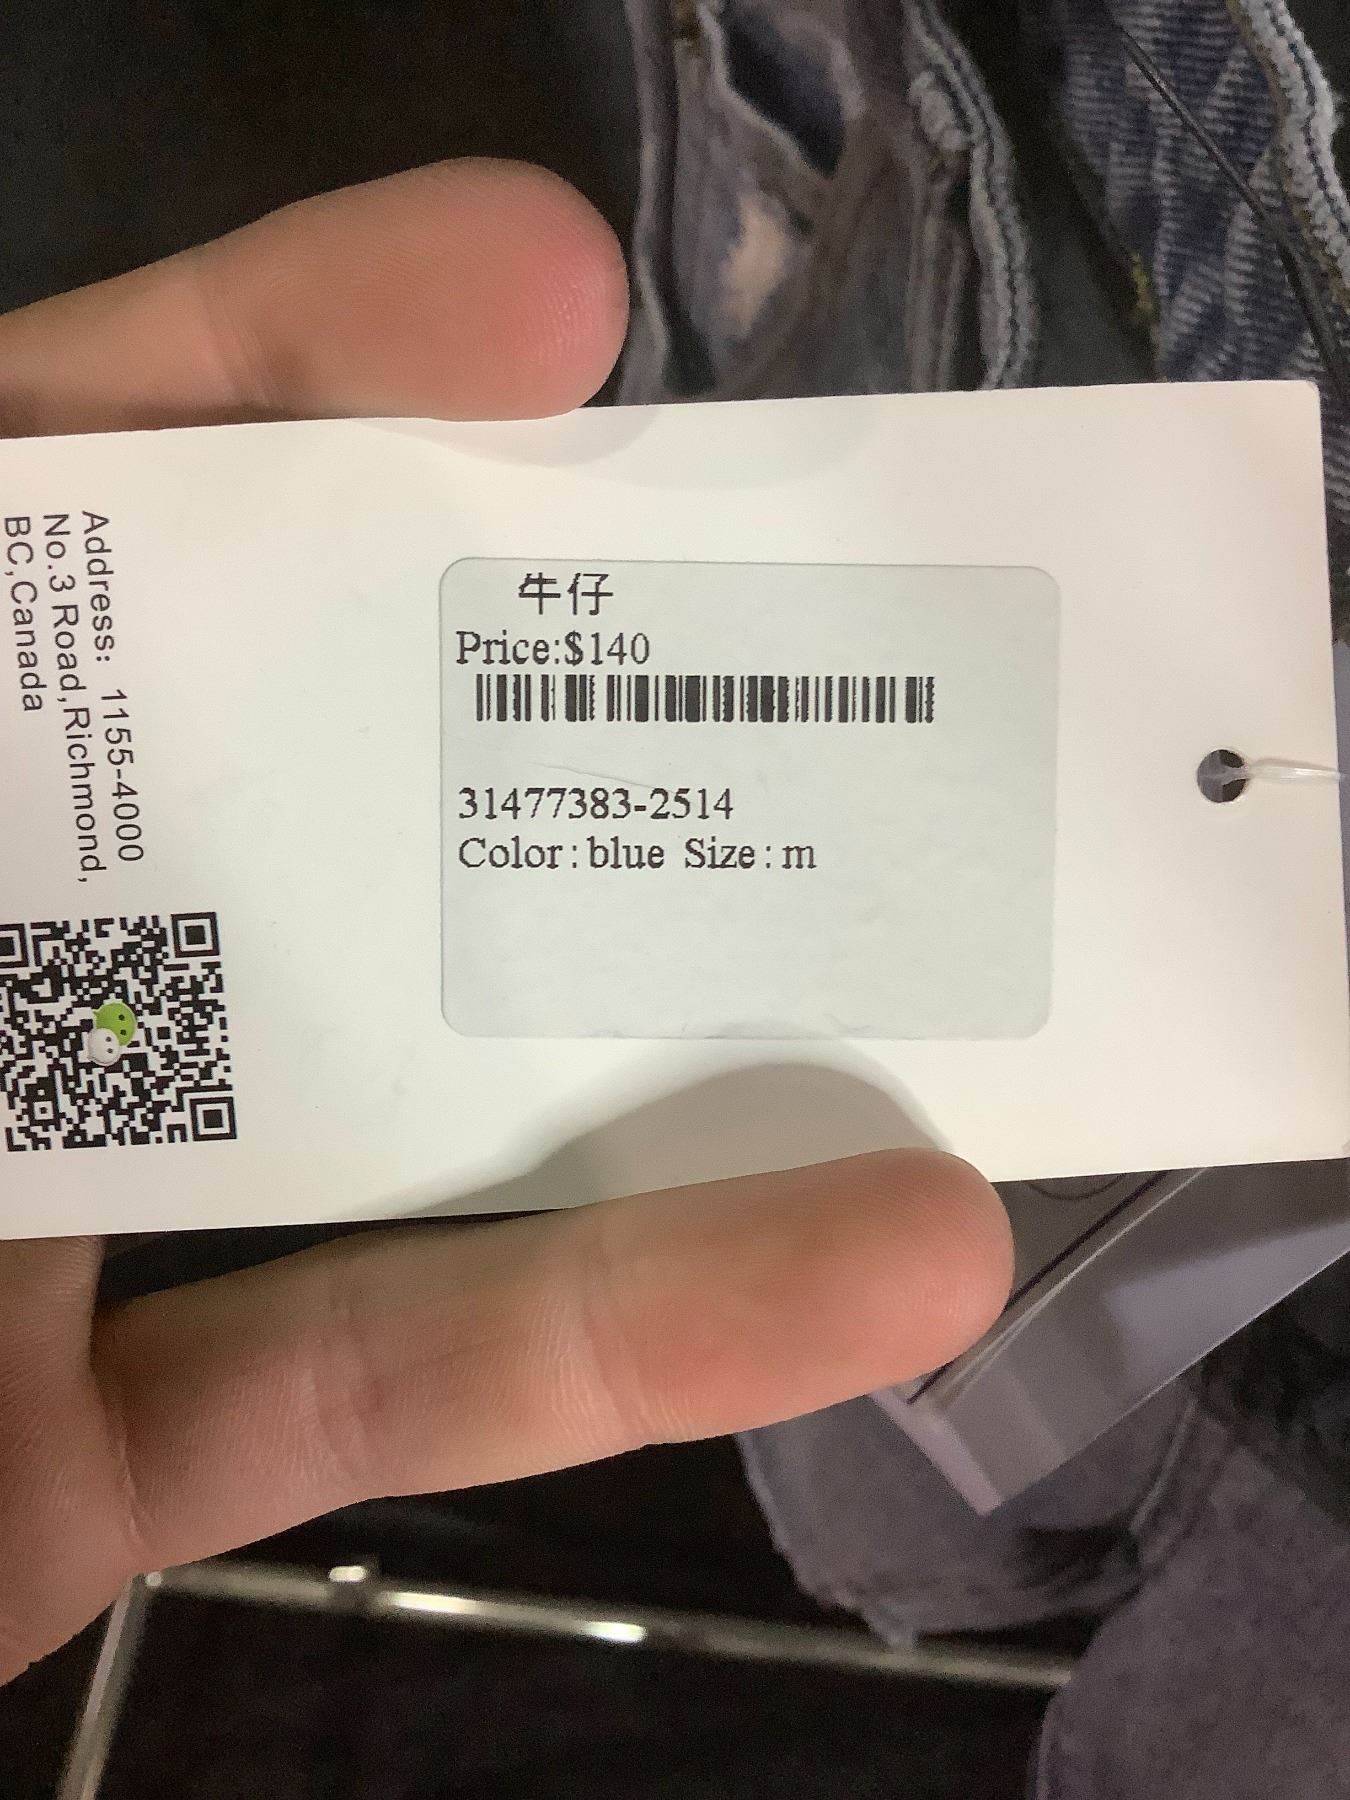 牛仔
Price:$140
31477383-2514
Color:blue Size:m
Address: 1155-4000
No.3 Road,Richmond,
BC,Canada